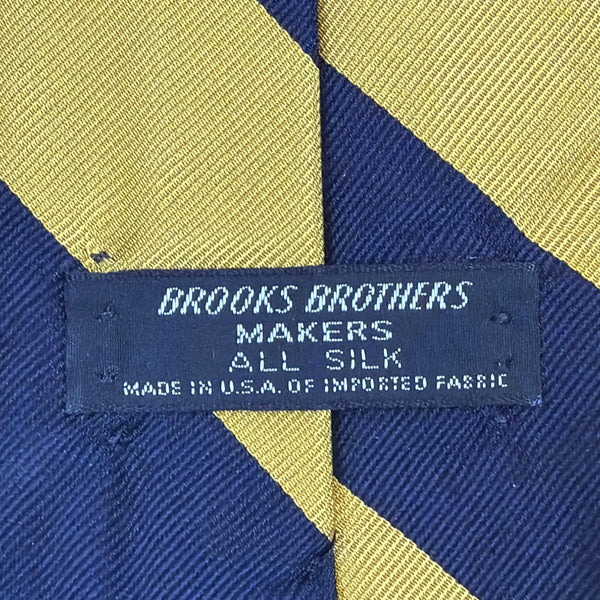 BROOKS BROTHERS
MAKERS
ALL SILK
MADE IN U.S.A. OF IMPORTED FABRIC